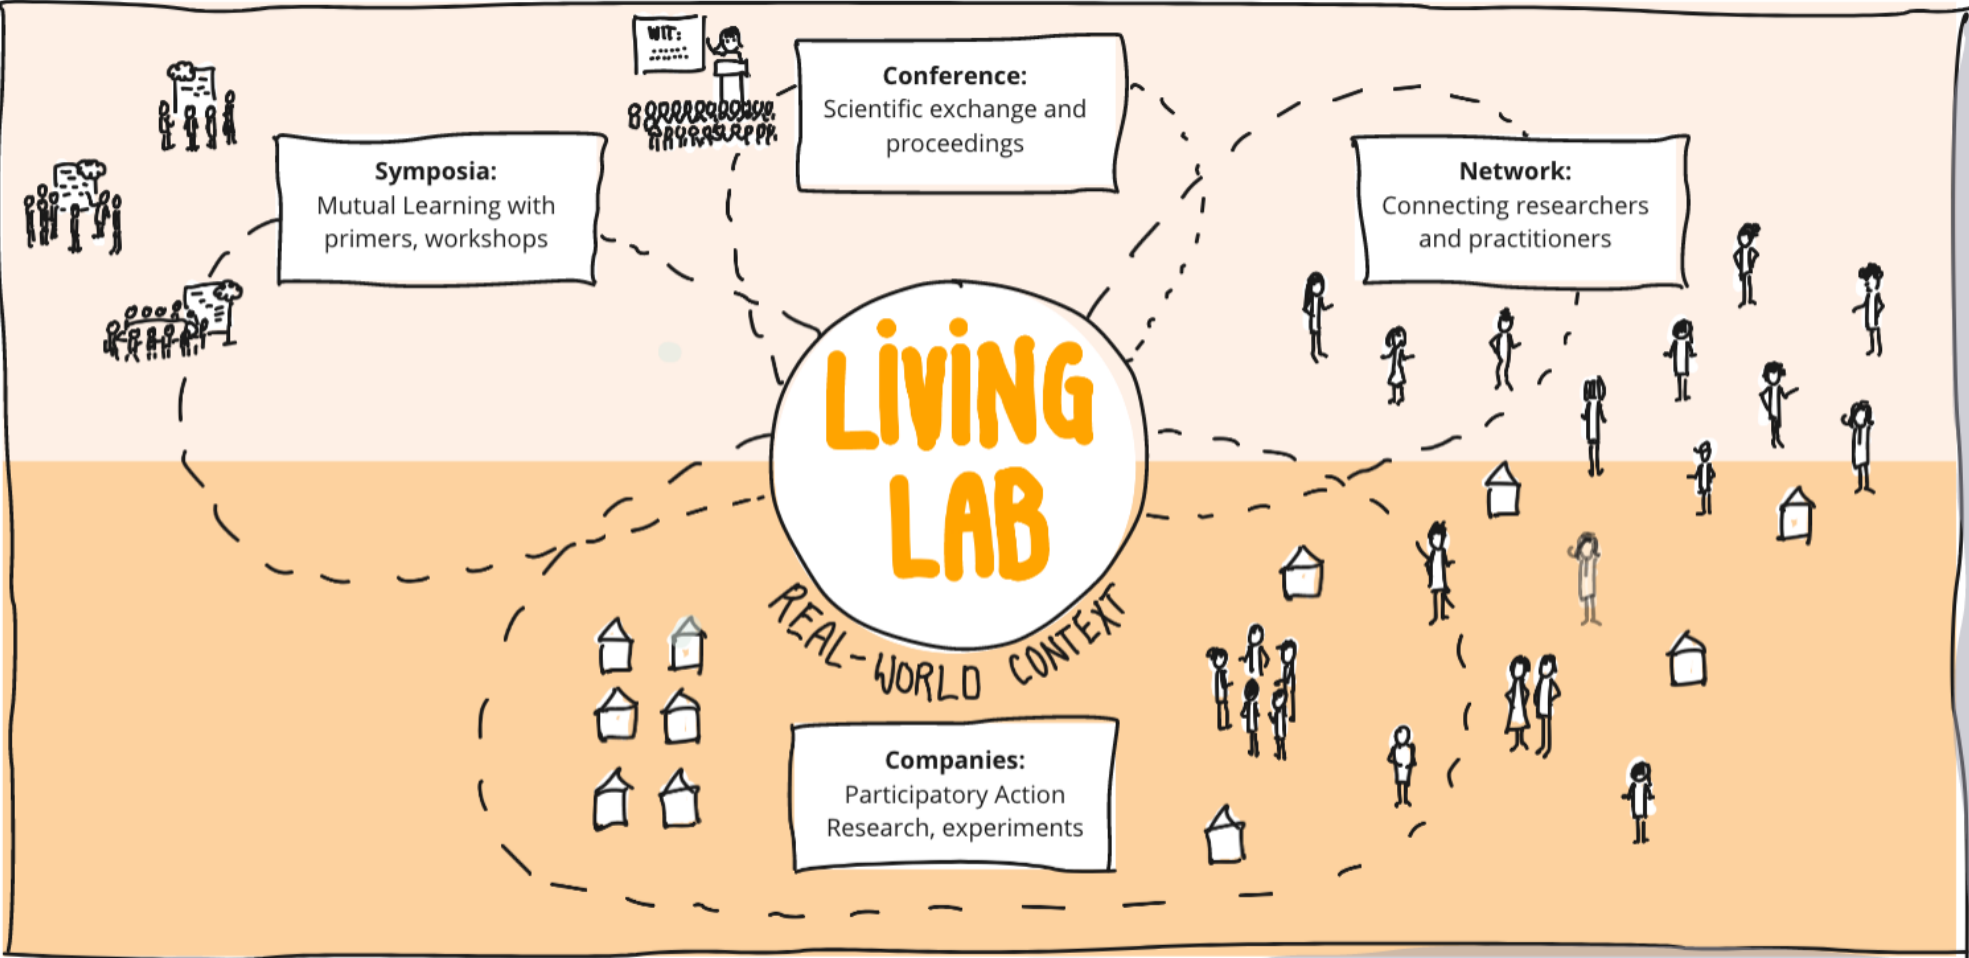 WIT:
Conference:
Scientific exchange and
proceedings
Symposia:
Mutual Learning with
primers, workshops
Network:
Connecting researchers
and practitioners
LiViNG
LAB
REAL-WORLD CONTEXT
Companies:
Participatory Action
Research, experiments